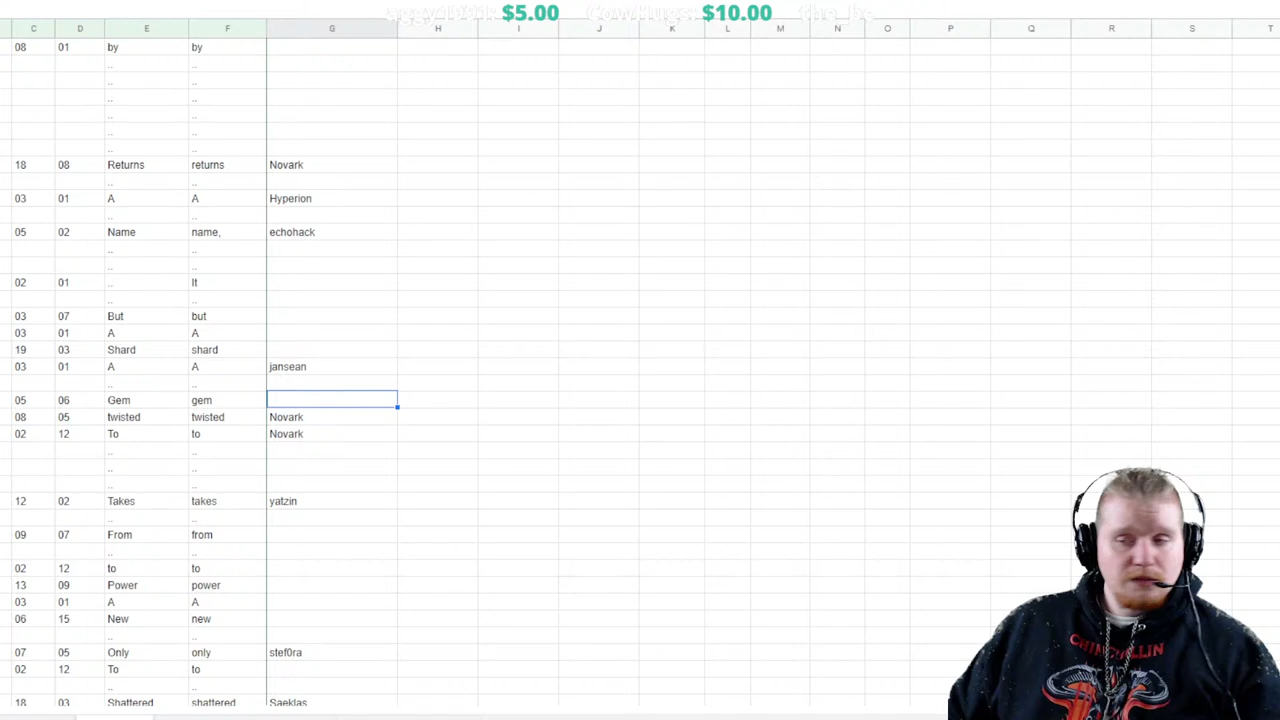 aggy1991: $5.00 CowHugs: $10.00
C D E F G H I J K L M N O P Q R S T
08 01 by by
.. ..
.. ..
.. ..
.. ..
.. ..
.. ..
18 08 Returns returns Novark
.. ..
03 01 A A Hyperion
.. ..
05 02 Name name, echohack
.. ..
.. ..
02 01 .. It
.. ..
03 07 But but
03 01 A A
19 03 Shard shard
03 01 A A jansean
.. ..
05 06 Gem gem
08 05 twisted twisted Novark
02 12 To to Novark
.. ..
.. ..
.. ..
12 02 Takes takes yatzin
.. ..
09 07 From from
.. ..
02 12 to to
13 09 Power power
03 01 A A
06 15 New new
.. ..
07 05 Only only stef0ra
02 12 To to
.. ..
18 03 Shattered shattered Saeklas